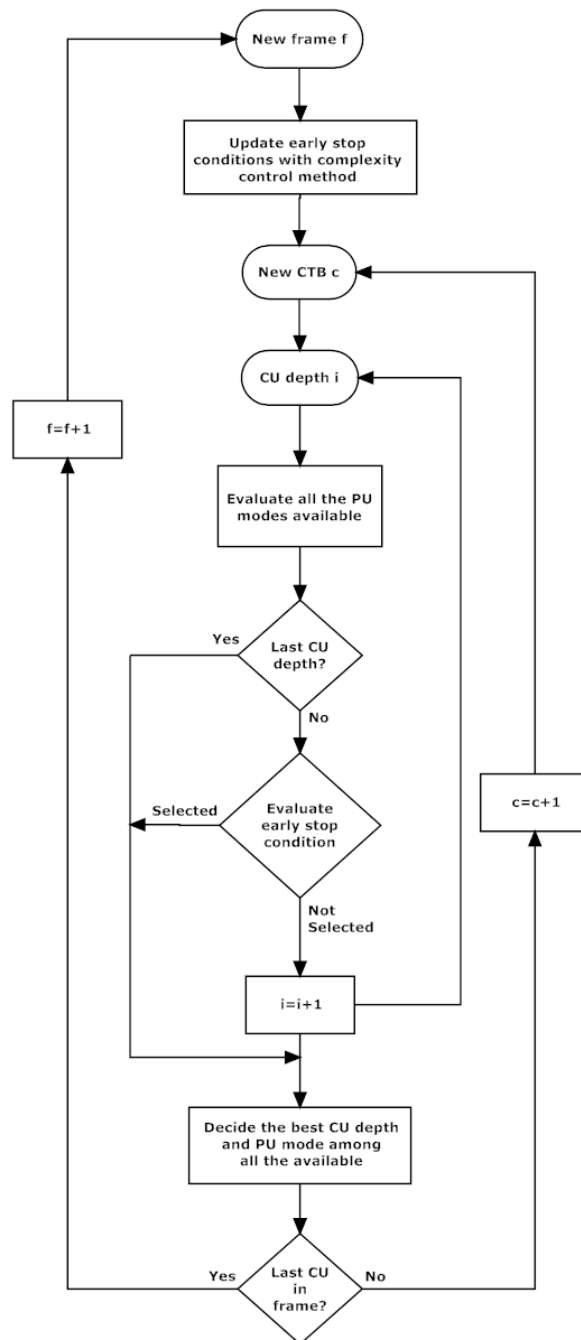 New frame f
Update early stop
conditions with complexity
control method
New CTB c
CU depth i
f=f+1
Evaluate all the PU
modes available
Yes
Last CU
depth?
No
Selected
Evaluate
early stop
condition
c=c+1
Not
Selected
i=i+1
Decide the best CU depth
and PU mode among
all the available
Yes
Last CU
in
frame?
No